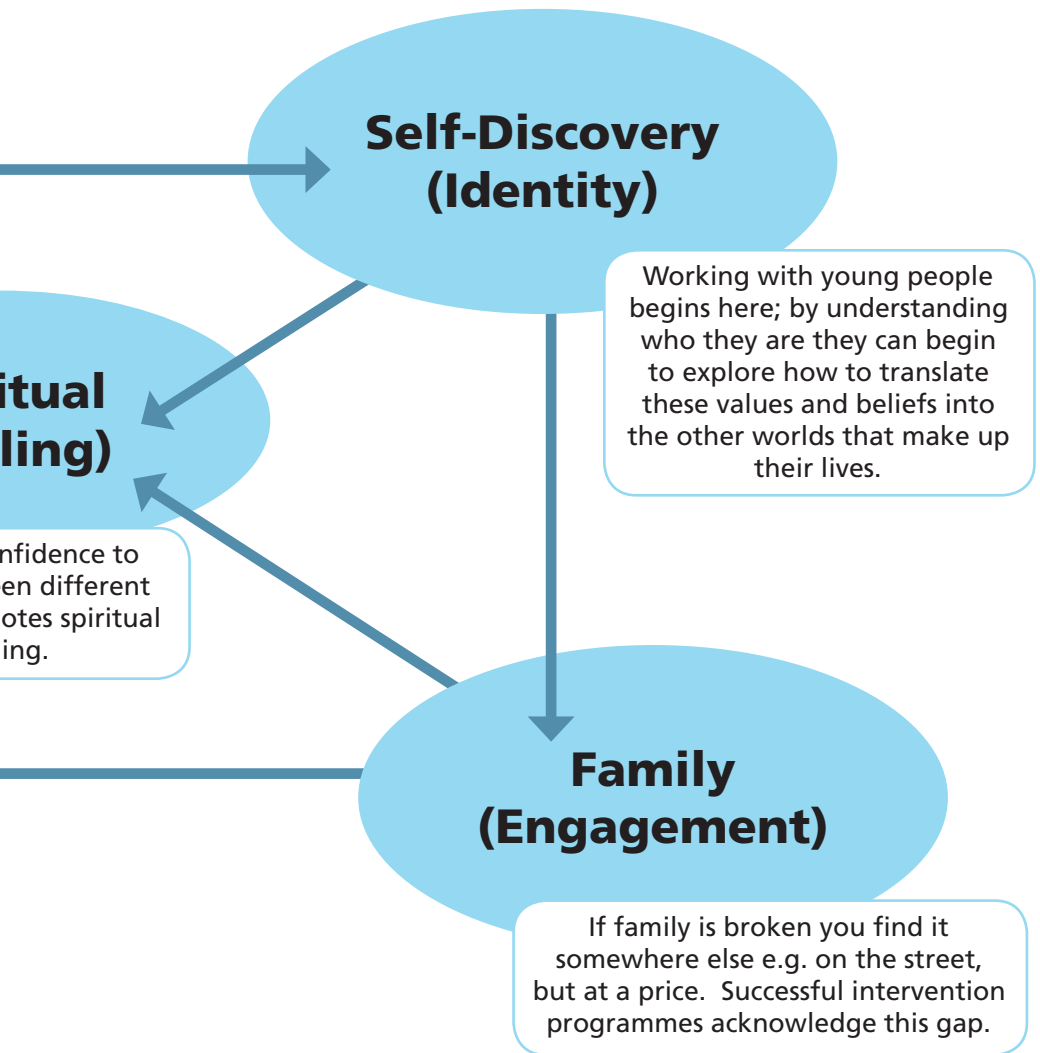 Self-Discovery
(Identity)
Working with young people
begins here; by understanding
who they are they can begin
to explore how to translate
these values and beliefs into
the other worlds that make up
their lives.
itual
ling)
nfidence to
en different
otes spiritual
ing.
Family
(Engagement)
If family is broken you find it
somewhere else e.g. on the street,
but at a price.  Successful intervention
programmes acknowledge this gap.